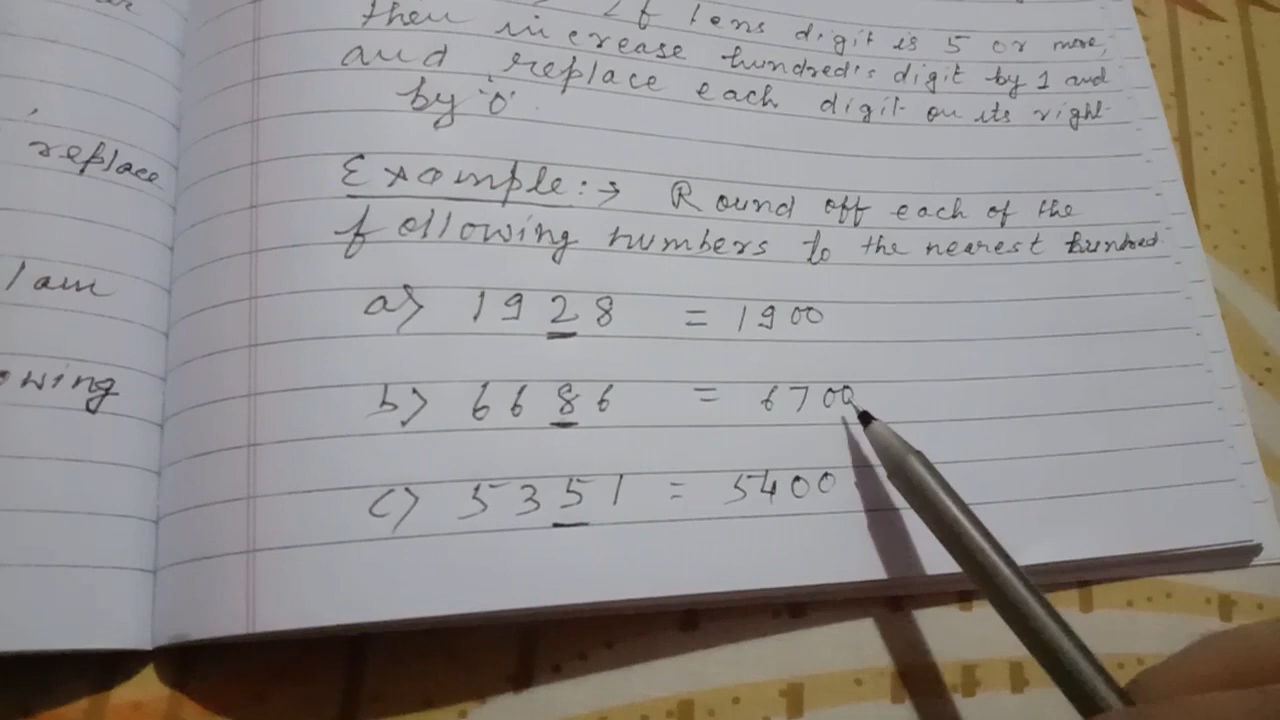 replace
I am
owing
If tens digit is 5 or more,
then increase hundred's digit by 1 and
and replace each digit on its right
by '0'.
Example:→ Round off each of the
following numbers to the nearest hundred.
a) 1928 = 1900
b) 6686 = 6700
c) 5351 = 5400